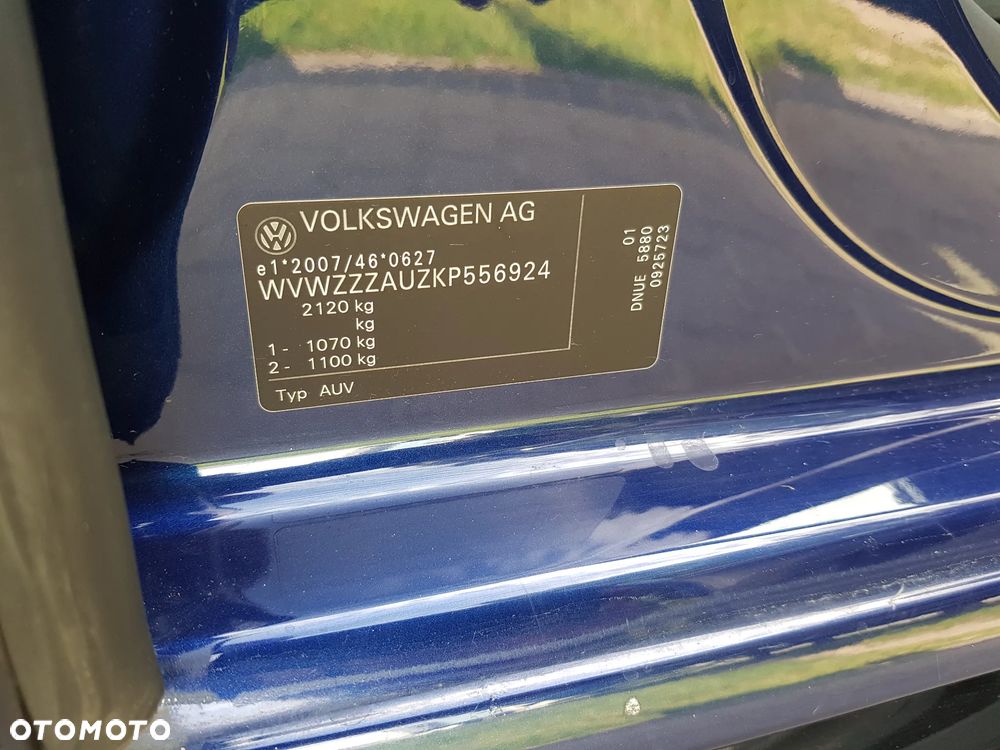 VOLKSWAGEN AG
e1*2007/46*0627
WVWZZZAUZKP556924
2120 kg
kg
1- 1070 kg
2- 1100 kg
Typ AUV
01
DNUE 5880
0925723
OTOMOTO